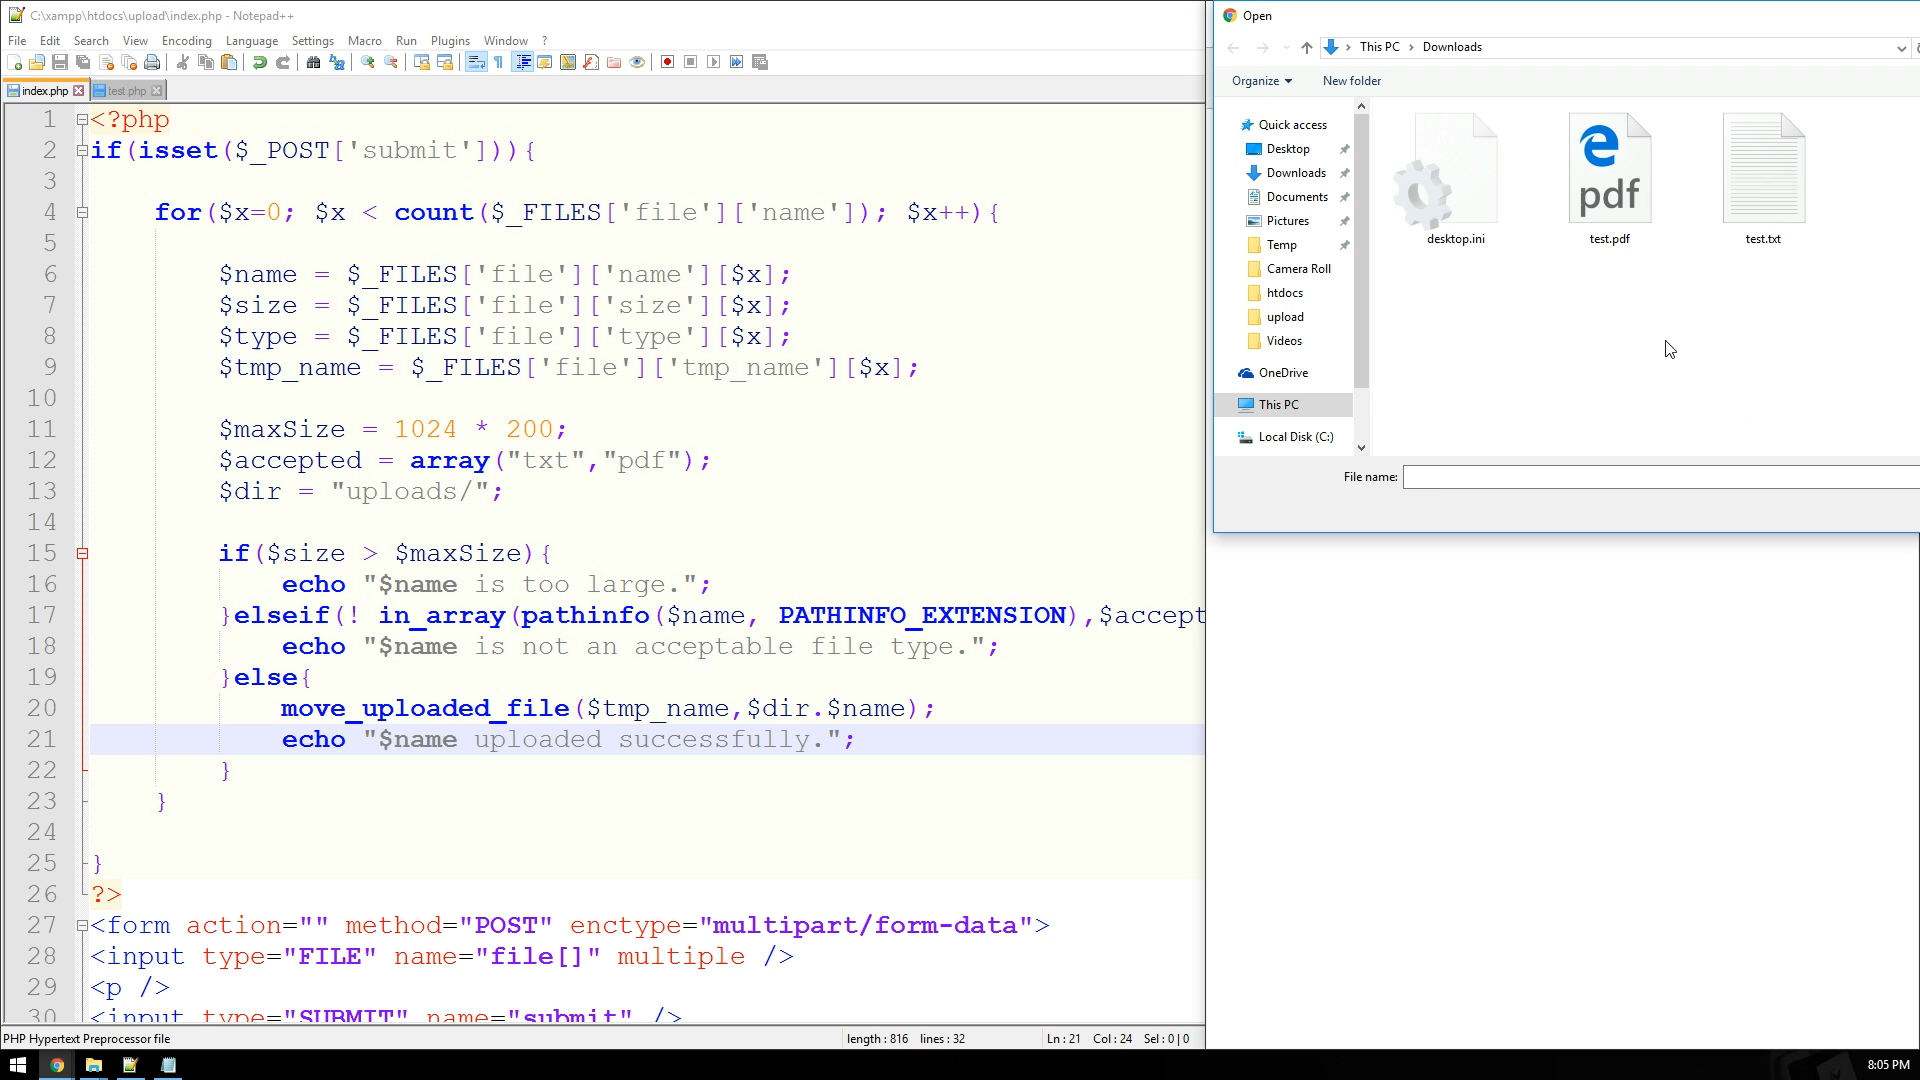 C:\xampp\htdocs\upload\index.php - Notepad++
File Edit Search View Encoding Language Settings Macro Run Plugins Window ?
index.php test.php
1 <?php
2 if(isset($_POST['submit'])){
3
4 for($x=0; $x < count($_FILES['file']['name']); $x++){
5
6 $name = $_FILES['file']['name'][$x];
7 $size = $_FILES['file']['size'][$x];
8 $type = $_FILES['file']['type'][$x];
9 $tmp_name = $_FILES['file']['tmp_name'][$x];
10
11 $maxSize = 1024 * 200;
12 $accepted = array("txt","pdf");
13 $dir = "uploads/";
14
15 if($size > $maxSize){
16 echo "$name is too large.";
17 }elseif(! in_array(pathinfo($name, PATHINFO_EXTENSION),$accept
18 echo "$name is not an acceptable file type.";
19 }else{
20 move_uploaded_file($tmp_name,$dir.$name);
21 echo "$name uploaded successfully.";
22 }
23 }
24
25 }
26 ?>
27 <form action="" method="POST" enctype="multipart/form-data">
28 <input type="FILE" name="file[]" multiple />
29 <p />
30 <input type="SUBMIT" name="submit" />
PHP Hypertext Preprocessor file length : 816 lines : 32 Ln : 21 Col : 24 Sel : 0 | 0
Open
This PC > Downloads
Organize New folder
Quick access
Desktop
Downloads
Documents
Pictures
Temp
Camera Roll
htdocs
upload
Videos
OneDrive
This PC
Local Disk (C:)
pdf
desktop.ini test.pdf test.txt
File name:
8:05 PM